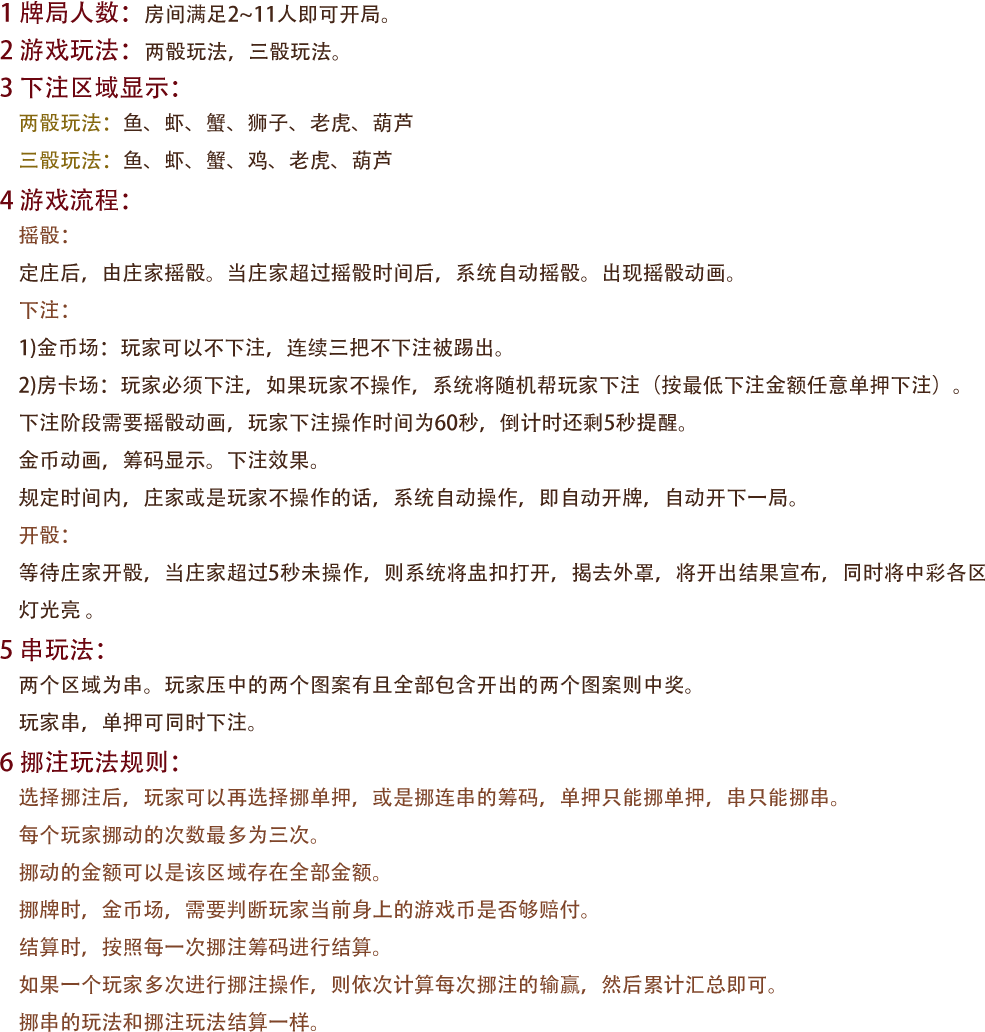 1 牌局人数：房间满足2~11人即可开局。
2 游戏玩法：两骰玩法，三骰玩法。
3 下注区域显示：
两骰玩法：鱼、虾、蟹、狮子、老虎、葫芦
三骰玩法：鱼、虾、蟹、鸡、老虎、葫芦
4 游戏流程：
摇骰：
定庄后，由庄家摇骰。当庄家超过摇骰时间后，系统自动摇骰。出现摇骰动画。
下注：
1)金币场：玩家可以不下注，连续三把不下注被踢出。
2)房卡场：玩家必须下注，如果玩家不操作，系统将随机帮玩家下注（按最低下注金额任意单押下注）。
下注阶段需要摇骰动画，玩家下注操作时间为60秒，倒计时还剩5秒提醒。
金币动画，筹码显示。下注效果。
规定时间内，庄家或是玩家不操作的话，系统自动操作，即自动开牌，自动开下一局。
开骰：
等待庄家开骰，当庄家超过5秒未操作，则系统将盅扣打开，揭去外罩，将开出结果宣布，同时将中彩各区
灯光亮 。
5 串玩法：
两个区域为串。玩家压中的两个图案有且全部包含开出的两个图案则中奖。
玩家串，单押可同时下注。
6 挪注玩法规则：
选择挪注后，玩家可以再选择挪单押，或是挪连串的筹码，单押只能挪单押，串只能挪串。
每个玩家挪动的次数最多为三次。
挪动的金额可以是该区域存在全部金额。
挪牌时，金币场，需要判断玩家当前身上的游戏币是否够赔付。
结算时，按照每一次挪注筹码进行结算。
如果一个玩家多次进行挪注操作，则依次计算每次挪注的输赢，然后累计汇总即可。
挪串的玩法和挪注玩法结算一样。